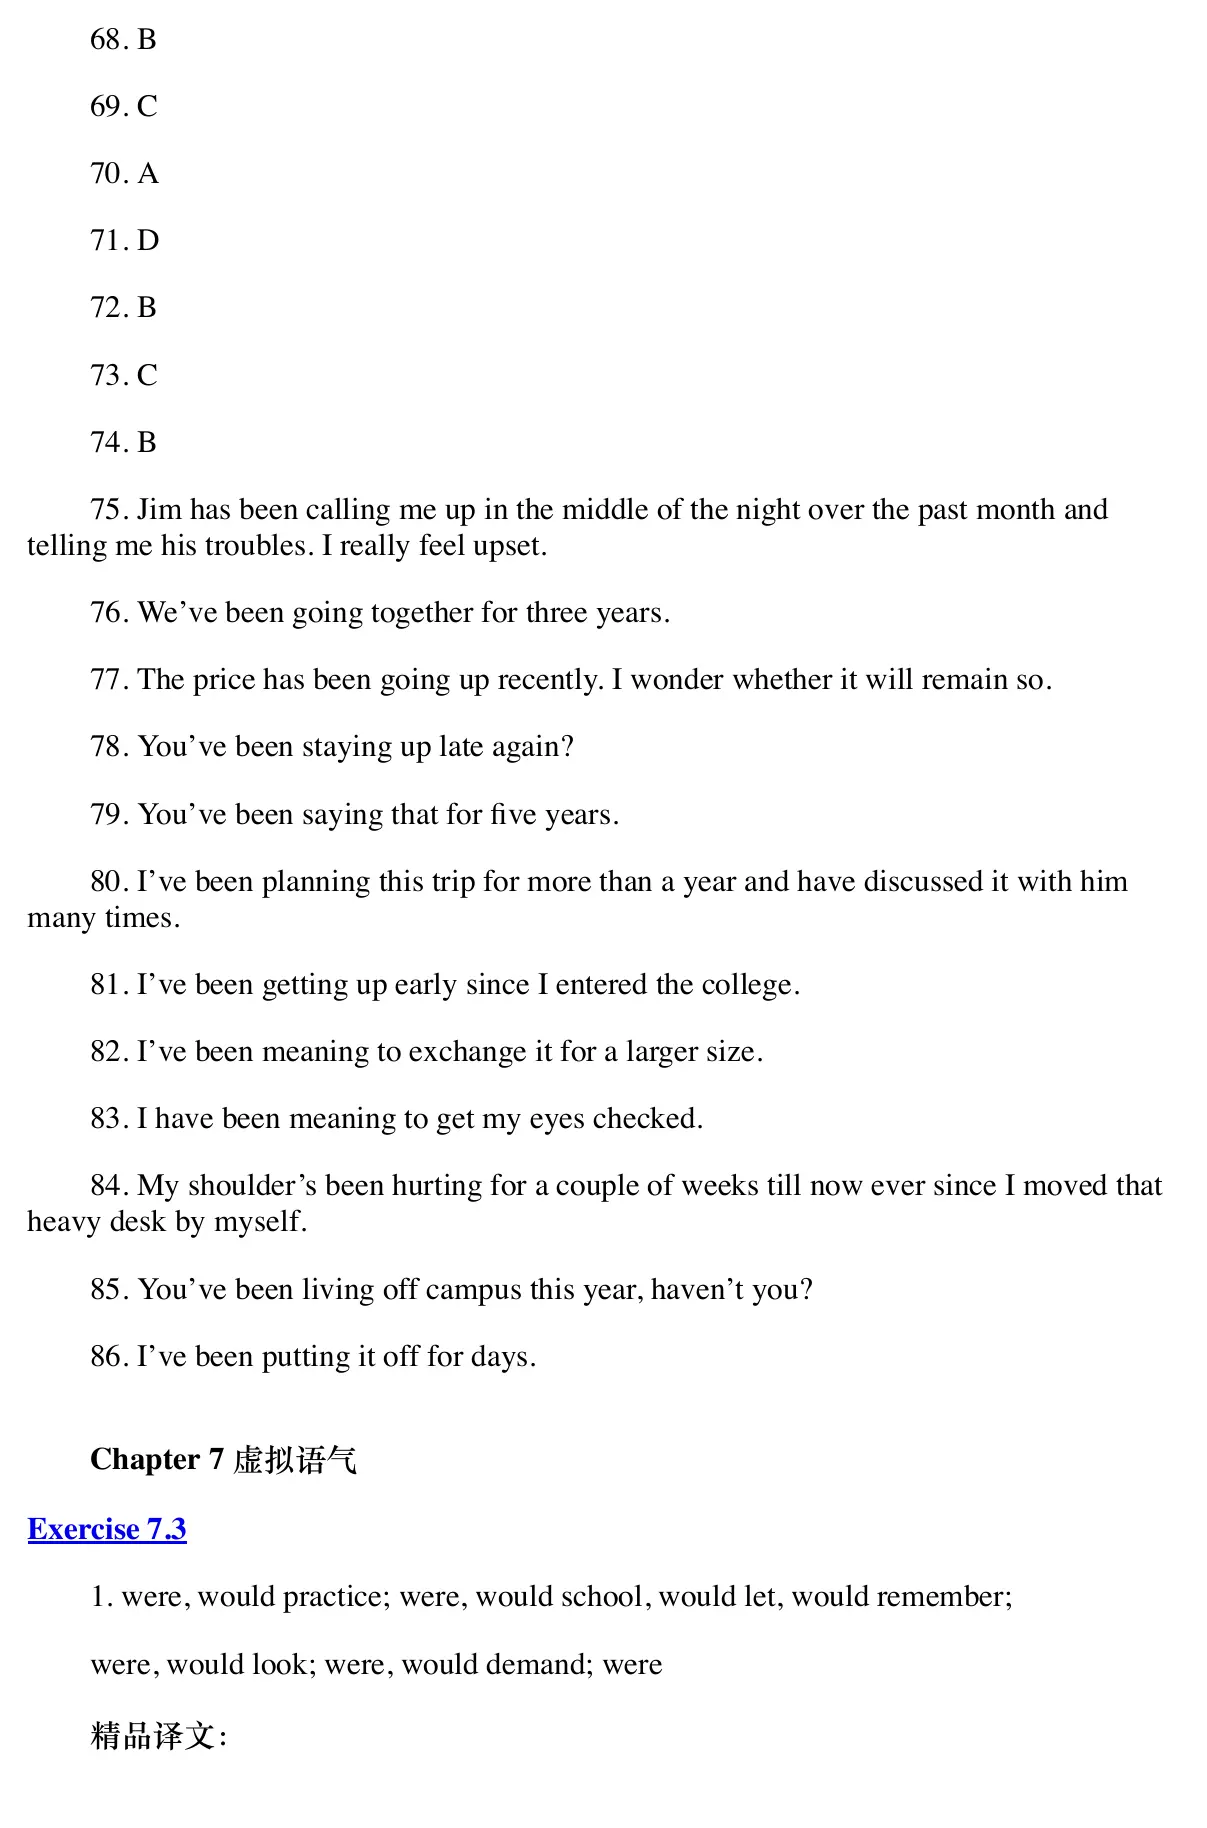 68. B
69. C
70. A
71. D
72. B
73. C
74. B
75. Jim has been calling me up in the middle of the night over the past month and
telling me his troubles. I really feel upset.
76. We’ve been going together for three years.
77. The price has been going up recently. I wonder whether it will remain so.
78. You’ve been staying up late again?
79. You’ve been saying that for five years.
80. I’ve been planning this trip for more than a year and have discussed it with him
many times.
81. I’ve been getting up early since I entered the college.
82. I’ve been meaning to exchange it for a larger size.
83. I have been meaning to get my eyes checked.
84. My shoulder’s been hurting for a couple of weeks till now ever since I moved that
heavy desk by myself.
85. You’ve been living off campus this year, haven’t you?
86. I’ve been putting it off for days.
Chapter 7 虚拟语气
Exercise 7.3
1. were, would practice; were, would school, would let, would remember;
were, would look; were, would demand; were
精品译文：